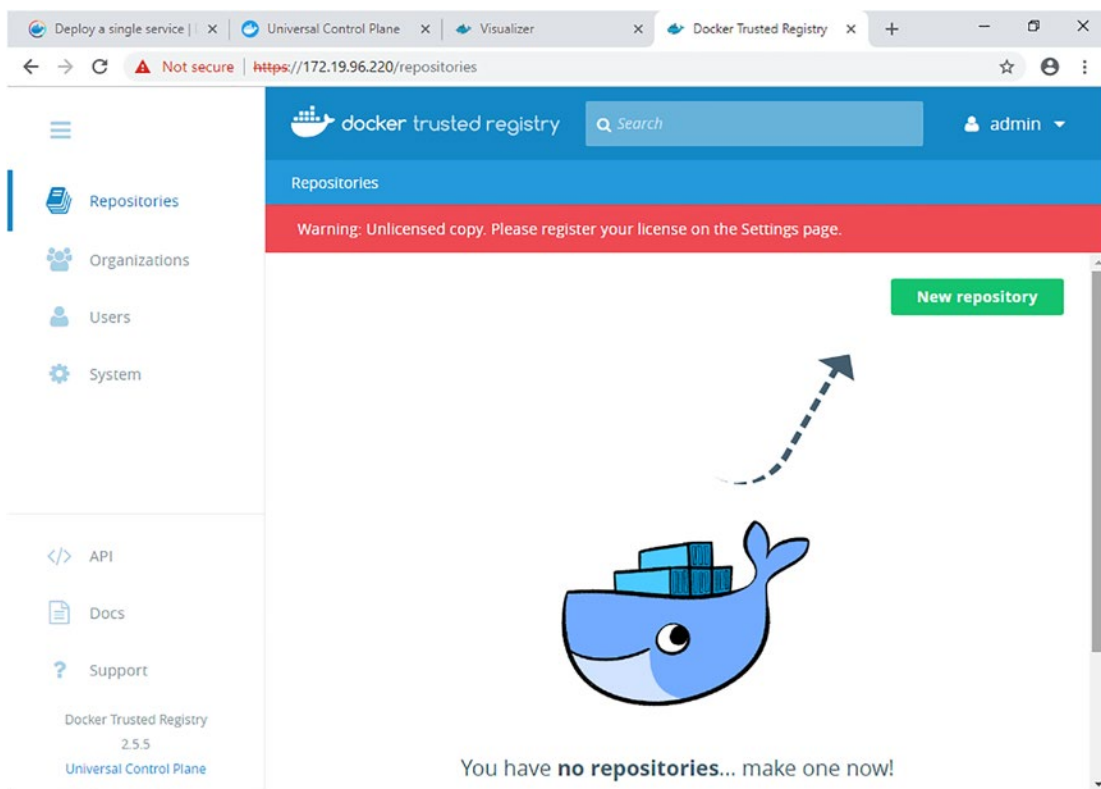 Deploy a single service |
Universal Control Plane
Visualizer
Docker Trusted Registry
Not secure | https://172.19.96.220/repositories
docker trusted registry
Search
admin
Repositories
Organizations
Users
System
API
Docs
Support
Docker Trusted Registry
2.5.5
Universal Control Plane
Repositories
Warning: Unlicensed copy. Please register your license on the Settings page.
New repository
You have no repositories... make one now!